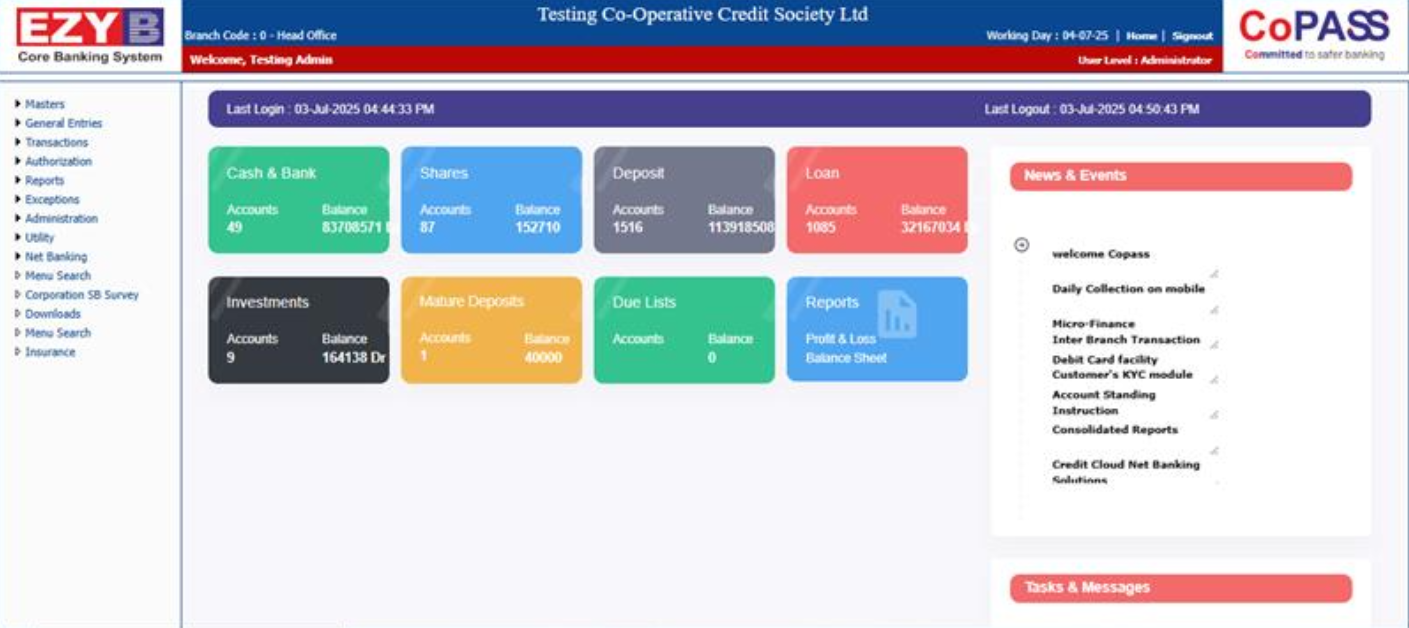 EZY B
Core Banking System
Testing Co-Operative Credit Society Ltd
Branch Code : 0 - Head Office
Working Day : 04-07-25 | Home | Signout
Welcome, Testing Admin
User Level : Administrator
CoPASS
Committed to safer banking
Masters
General Entries
Transactions
Authorization
Reports
Exceptions
Administration
Utility
Net Banking
Menu Search
Corporation SB Survey
Downloads
Menu Search
Insurance
Last Login : 03-Jul-2025 04:44:33 PM
Last Logout : 03-Jul-2025 04:50:43 PM
Cash & Bank
Accounts Balance
49 83708571
Shares
Accounts Balance
87 152710
Deposit
Accounts Balance
1516 113918508
Loan
Accounts Balance
1085 32167034
Investments
Accounts Balance
9 164138 Dr
Mature Deposits
Accounts Balance
1 40000
Due Lists
Accounts Balance
0
Reports
Profit & Loss
Balance Sheet
News & Events
welcome Copass
Daily Collection on mobile
Micro-Finance
Inter Branch Transaction
Debit Card facility
Customer's KYC module
Account Standing
Instruction
Consolidated Reports
Credit Cloud Net Banking
Solutions
Tasks & Messages